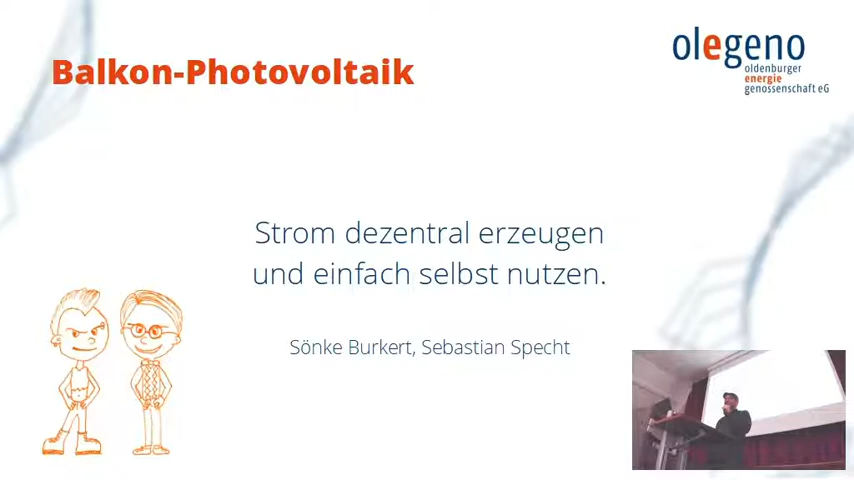 Balkon-Photovoltaik
olegeno
oldenburger
energie
genossenschaft eG
Strom dezentral erzeugen
und einfach selbst nutzen.
Sönke Burkert, Sebastian Specht